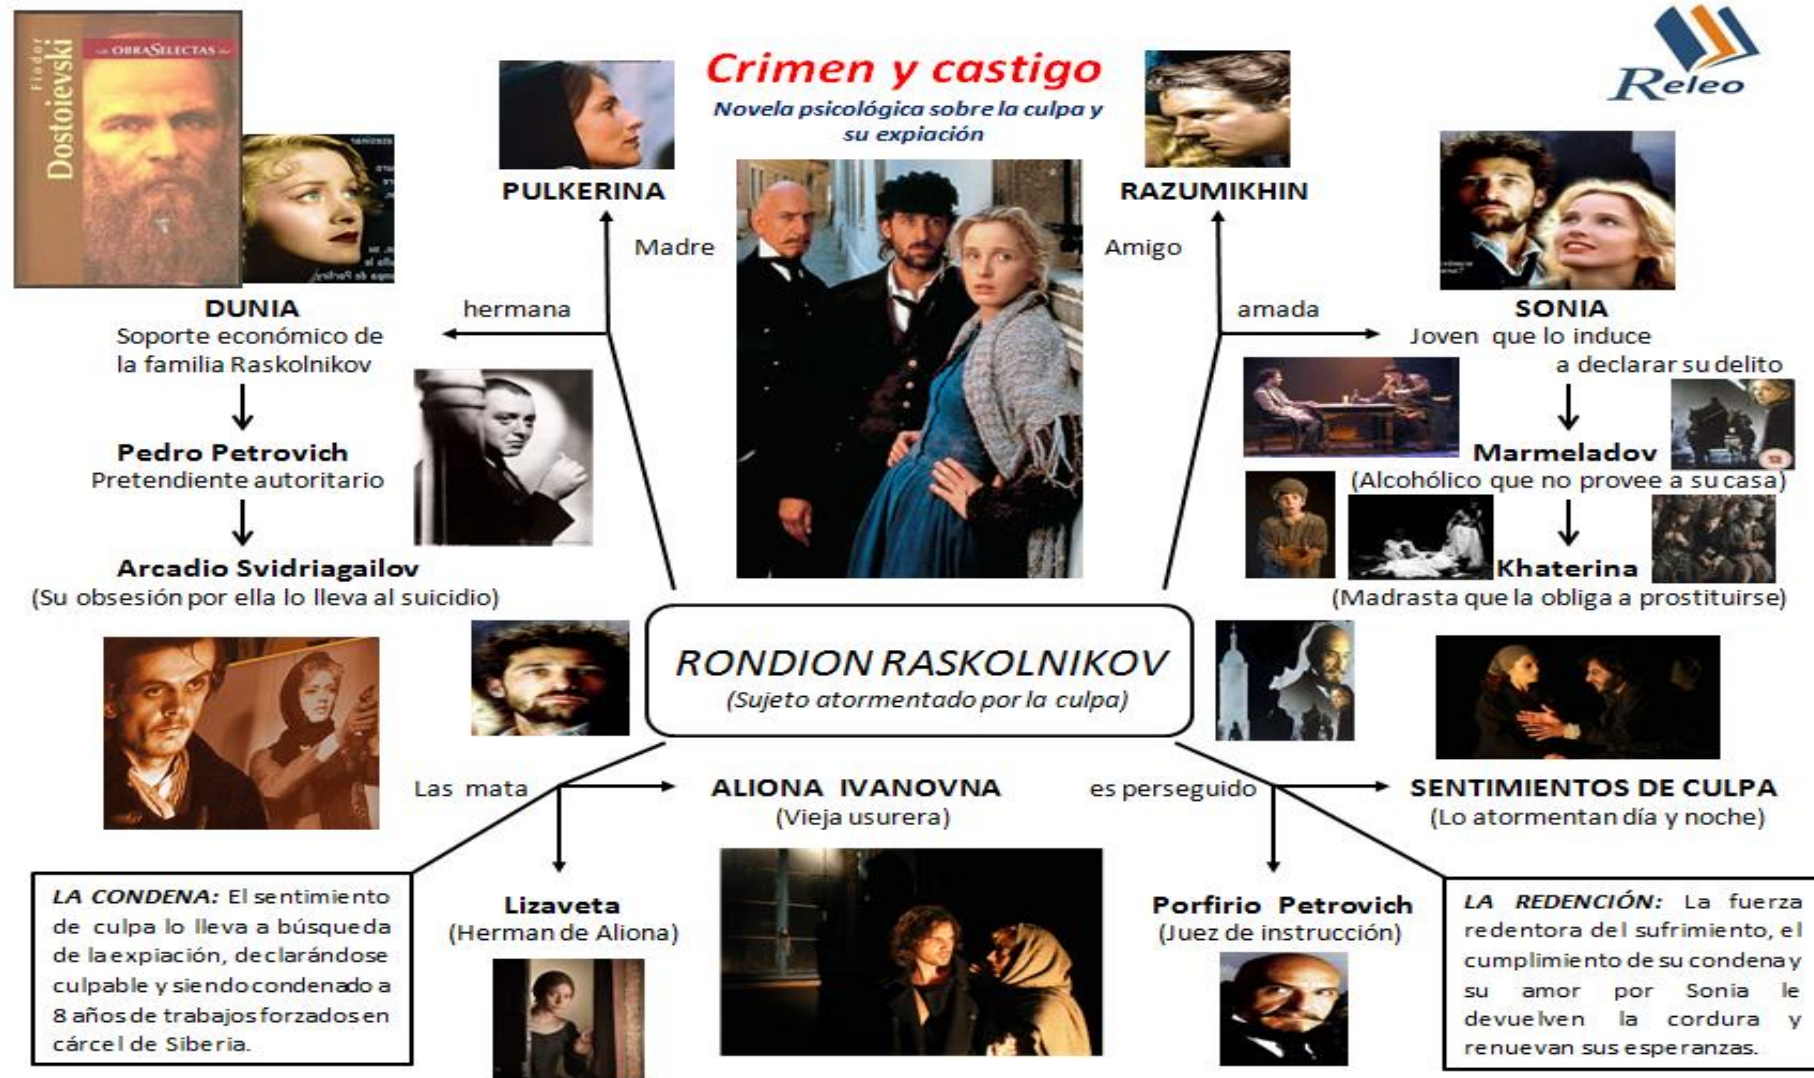 Fiodor
Dostoievski
OBRASELECTAS
Crimen y castigo
Novela psicológica sobre la culpa y
su expiación
Releo
PULKERINA
Madre
RAZUMIKHIN
Amigo
DUNIA
Soporte económico de
la familia Raskolnikov
hermana
amada
SONIA
Joven que lo induce
a declarar su delito
Pedro Petrovich
Pretendiente autoritario
Marmeladov
(Alcohólico que no provee a su casa)
Arcadio Svidriagailov
(Su obsesión por ella lo lleva al suicidio)
Khaterina
(Madrasta que la obliga a prostituirse)
RONDION RASKOLNIKOV
(Sujeto atormentado por la culpa)
Las mata
ALIONA IVANOVNA
(Vieja usurera)
es perseguido
SENTIMIENTOS DE CULPA
(Lo atormentan día y noche)
LA CONDENA: El sentimiento
de culpa lo lleva a búsqueda
de la expiación, declarándose
culpable y siendo condenado a
8 años de trabajos forzados en
cárcel de Siberia.
Lizaveta
(Herman de Aliona)
Porfirio Petrovich
(Juez de instrucción)
LA REDENCIÓN: La fuerza
redentora del sufrimiento, el
cumplimiento de su condena y
su amor por Sonia le
devuelven la cordura y
renuevan sus esperanzas.